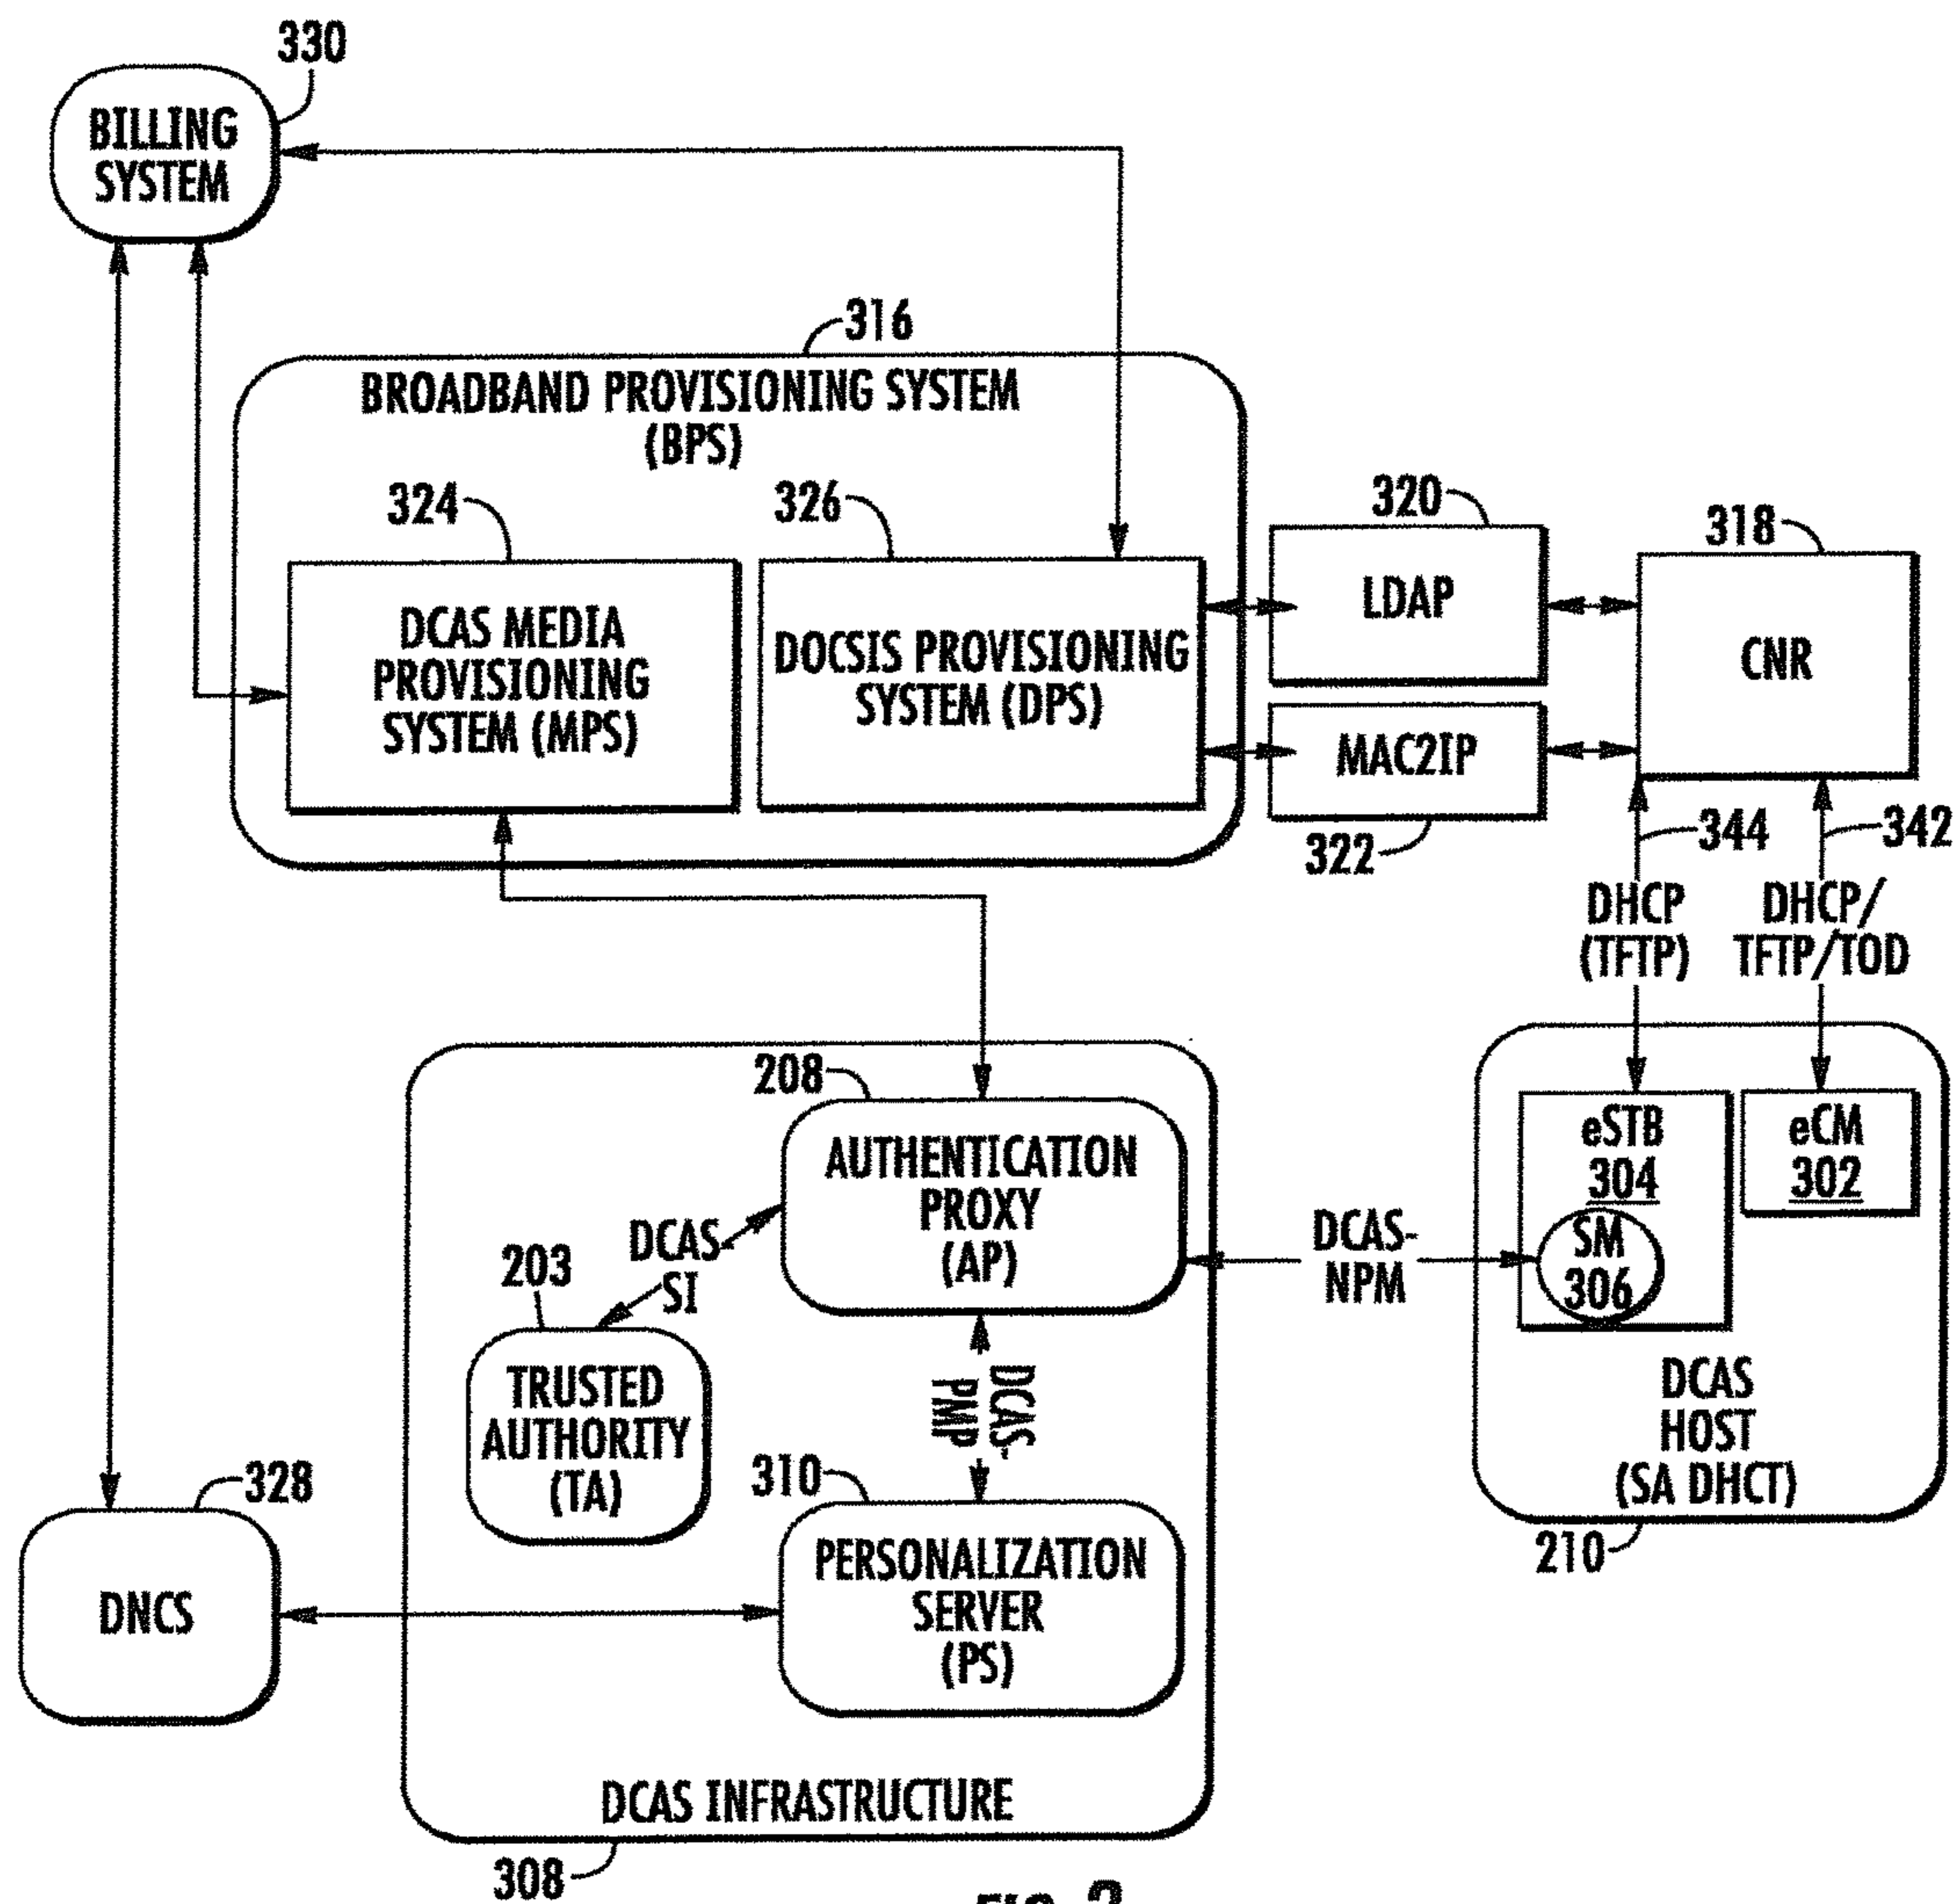 330
BILLING
SYSTEM
316
BROADBAND PROVISIONING SYSTEM
(BPS)
324
326
320
318
DCAS MEDIA
PROVISIONING
SYSTEM (MPS)
DOCSIS PROVISIONING
SYSTEM (DPS)
LDAP
CNR
MAC2IP
322
344
342
DHCP
(TFTP)
DHCP/
TFTP/TOD
208
AUTHENTICATION
PROXY
(AP)
eSTB
304
eCM
302
SM
306
DCAS-
SI
DCAS-
NPM
203
TRUSTED
AUTHORITY
(TA)
DCAS-
PMP
DCAS
HOST
(SA DHCT)
210
328
DNCS
310
PERSONALIZATION
SERVER
(PS)
DCAS INFRASTRUCTURE
308